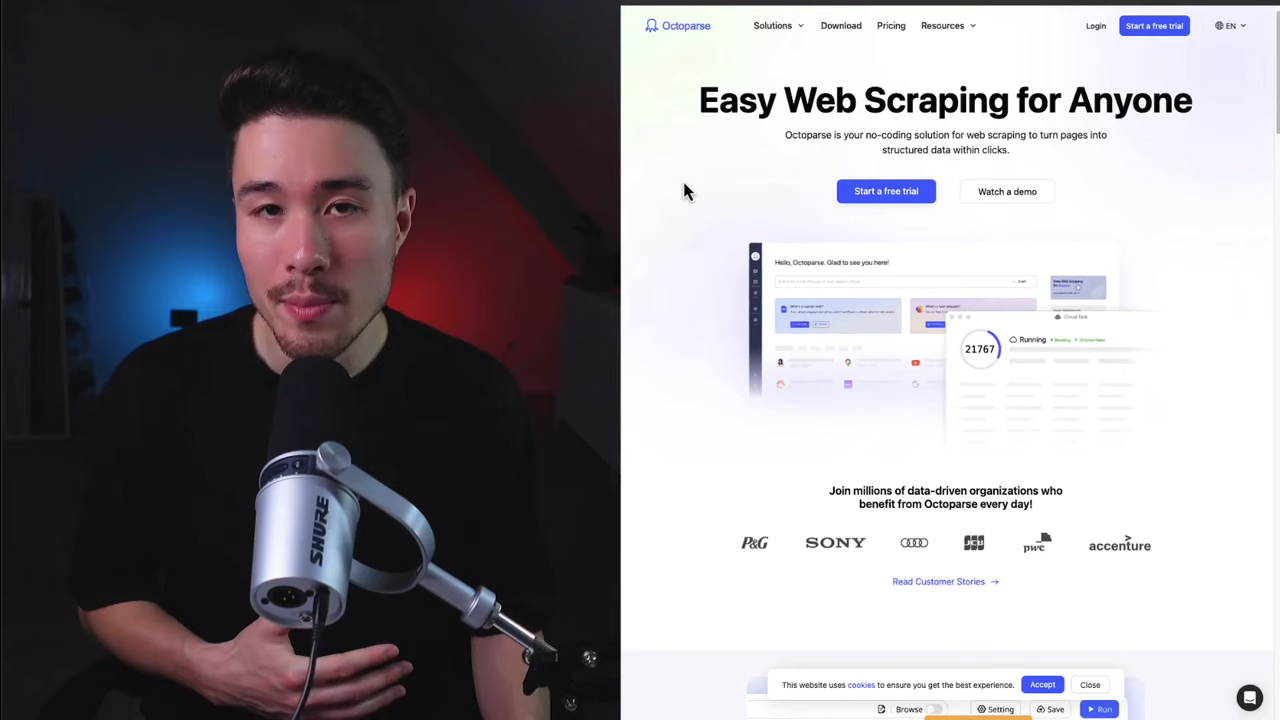 Octoparse
Solutions
Download
Pricing
Resources
Login
Start a free trial
EN
Easy Web Scraping for Anyone
Octoparse is your no-coding solution for web scraping to turn pages into
structured data within clicks.
Start a free trial
Watch a demo
Hello, Octoparse. Glad to see you here!
Cloud Task
21767
Running
Join millions of data-driven organizations who
benefit from Octoparse every day!
P&G
SONY
JCB
pwc
accenture
Read Customer Stories →
SHURE
This website uses cookies to ensure you get the best experience.
Accept
Close
Browse
Setting
Save
Run